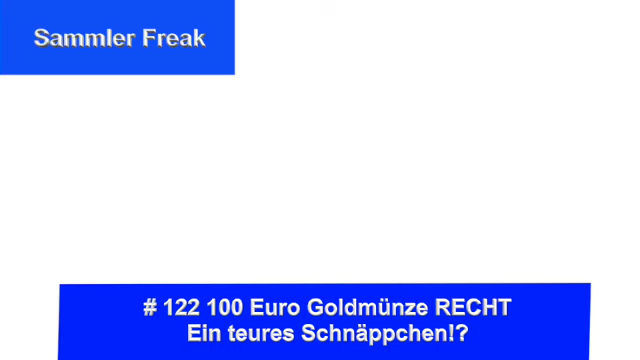 Sammler Freak
# 122 100 Euro Goldmünze RECHT
Ein teures Schnäppchen!?